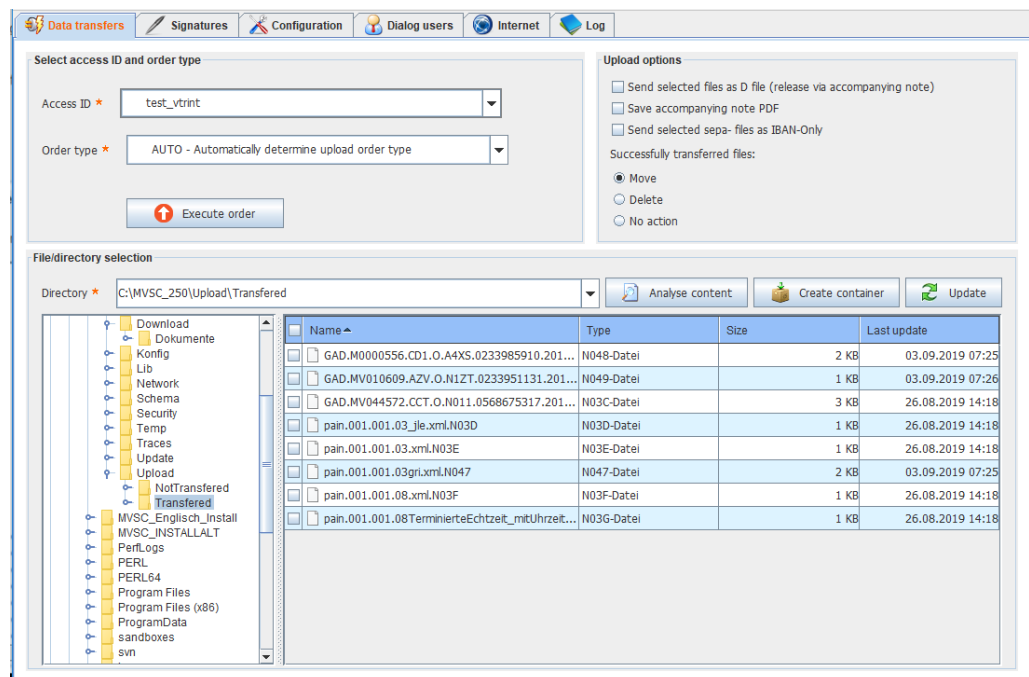 Data transfers Signatures Configuration Dialog users Internet Log
Select access ID and order type
Access ID * test_vtrint
Order type * AUTO - Automatically determine upload order type
Execute order
Upload options
Send selected files as D file (release via accompanying note)
Save accompanying note PDF
Send selected sepa- files as IBAN-Only
Successfully transferred files:
Move
Delete
No action
File/directory selection
Directory * C:\MVSC_250\Upload\Transfered Analyse content Create container Update
Download
Dokumente
Konfig
Lib
Network
Schema
Security
Temp
Traces
Update
Upload
NotTransfered
Transfered
MVSC_Englisch_Install
MVSC_INSTALLALT
PerfLogs
PERL
PERL64
Program Files
Program Files (x86)
ProgramData
sandboxes
svn
Name Type Size Last update
GAD.M0000556.CD1.O.A4XS.0233985910.201... N048-Datei 2 KB 03.09.2019 07:25
GAD.MV010609.AZV.O.N1ZT.0233951131.201... N049-Datei 1 KB 03.09.2019 07:26
GAD.MV044572.CCT.O.N011.0568675317.201... N03C-Datei 3 KB 26.08.2019 14:18
pain.001.001.03_jle.xml.N03D N03D-Datei 1 KB 26.08.2019 14:18
pain.001.001.03.xml.N03E N03E-Datei 1 KB 26.08.2019 14:18
pain.001.001.03gri.xml.N047 N047-Datei 2 KB 03.09.2019 07:25
pain.001.001.08.xml.N03F N03F-Datei 1 KB 26.08.2019 14:18
pain.001.001.08TerminierteEchtzeit_mitUhrzeit... N03G-Datei 1 KB 26.08.2019 14:18